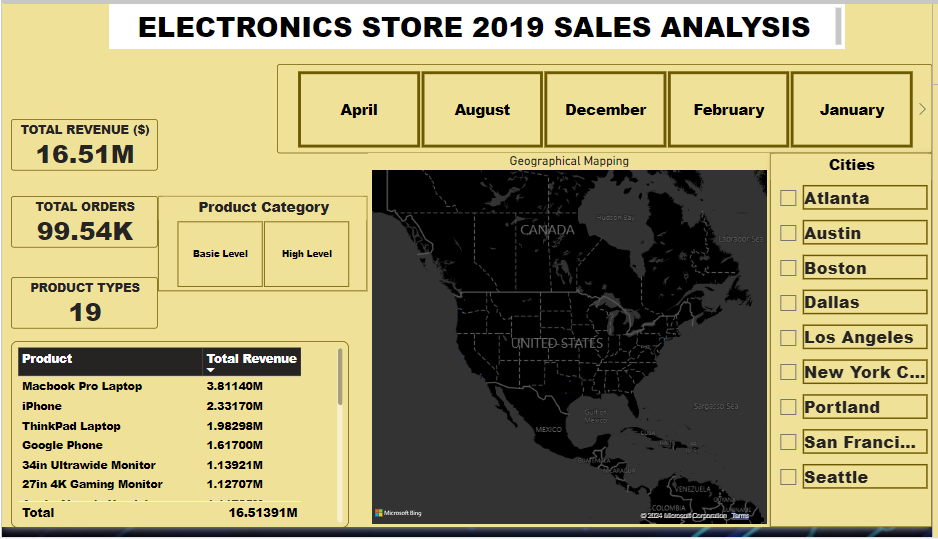 ELECTRONICS STORE 2019 SALES ANALYSIS
April
August
December
February
January
TOTAL REVENUE ($)
16.51M
TOTAL ORDERS
99.54K
PRODUCT TYPES
19
Product Category
Basic Level
High Level
Product Total Revenue
Macbook Pro Laptop 3.81140M
iPhone 2.33170M
ThinkPad Laptop 1.98298M
Google Phone 1.61700M
34in Ultrawide Monitor 1.13921M
27in 4K Gaming Monitor 1.12707M
Total 16.51391M
Geographical Mapping
Hudson Bay
CANADA
Labrador Sea
UNITED STATES
Gulf of
Mexico
Sargasso Sea
MEXICO
CUBA
GUATEMALA
NICARAGUA
VENEZUELA
COLOMBIA
GUYANA
Microsoft Bing
© 2024 Microsoft Corporation Terms
Cities
Atlanta
Austin
Boston
Dallas
Los Angeles
New York C...
Portland
San Franci...
Seattle